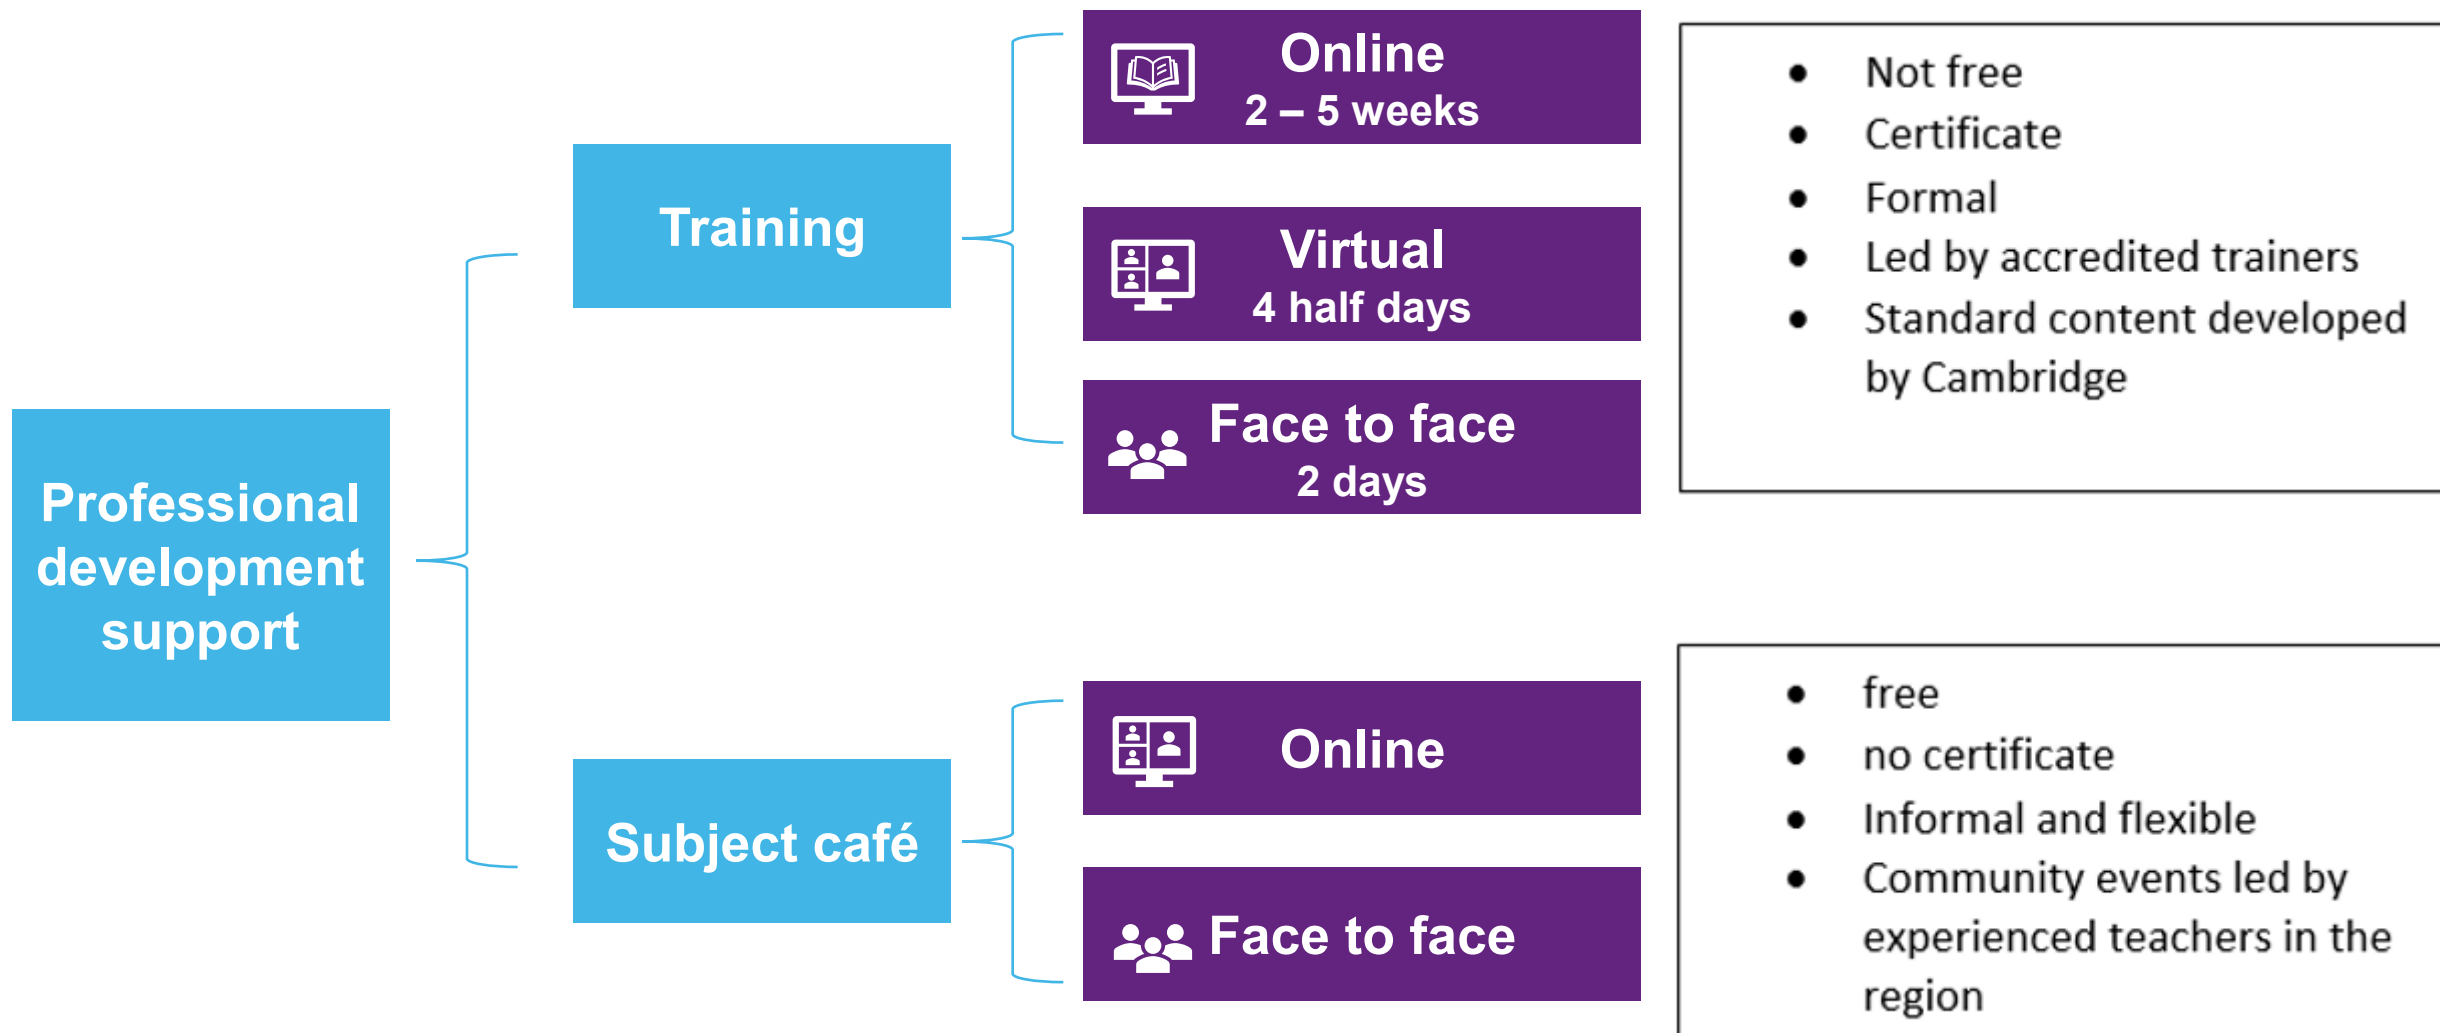 Professional
development
support
Training
Online
2 – 5 weeks
Virtual
4 half days
Face to face
2 days
• Not free
• Certificate
• Formal
• Led by accredited trainers
• Standard content developed
by Cambridge
Subject café
Online
Face to face
• free
• no certificate
• Informal and flexible
• Community events led by
experienced teachers in the
region